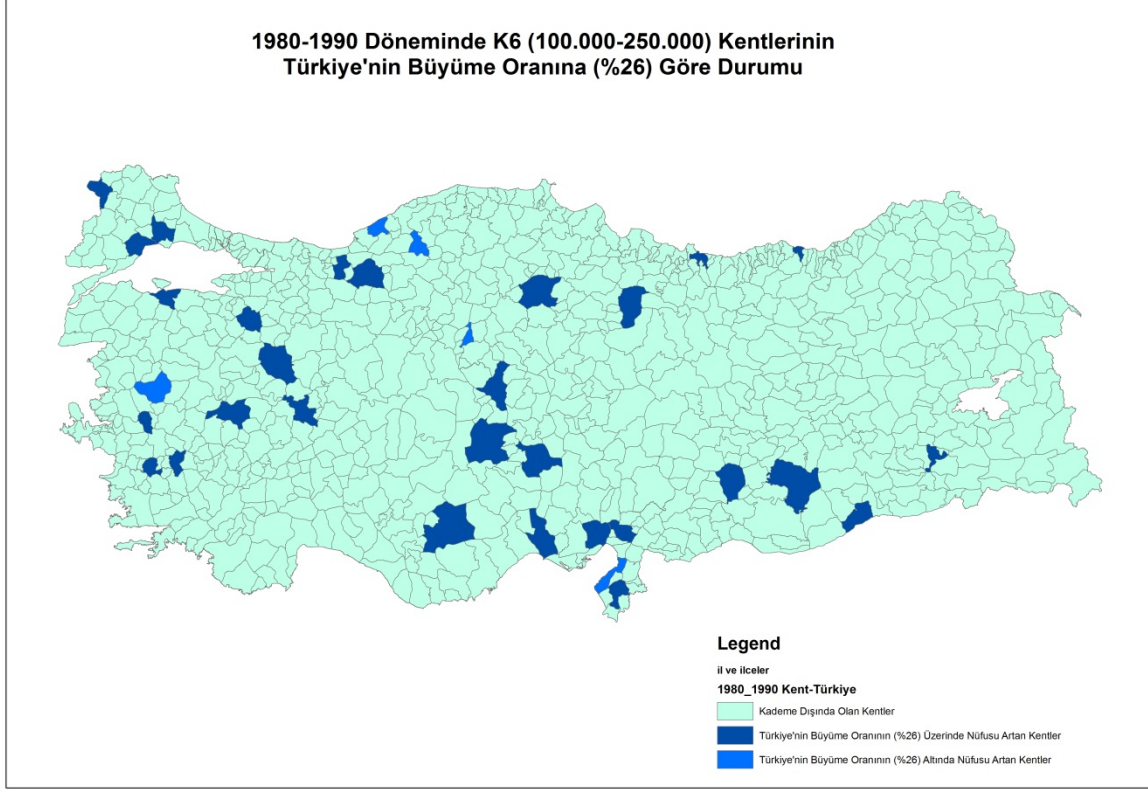 1980-1990 Döneminde K6 (100.000-250.000) Kentlerinin
Türkiye'nin Büyüme Oranına (%26) Göre Durumu
Legend
il ve ilceler
1980_1990 Kent-Türkiye
Kademe Dışında Olan Kentler
Türkiye'nin Büyüme Oranının (%26) Üzerinde Nüfusu Artan Kentler
Türkiye'nin Büyüme Oranının (%26) Altında Nüfusu Artan Kentler